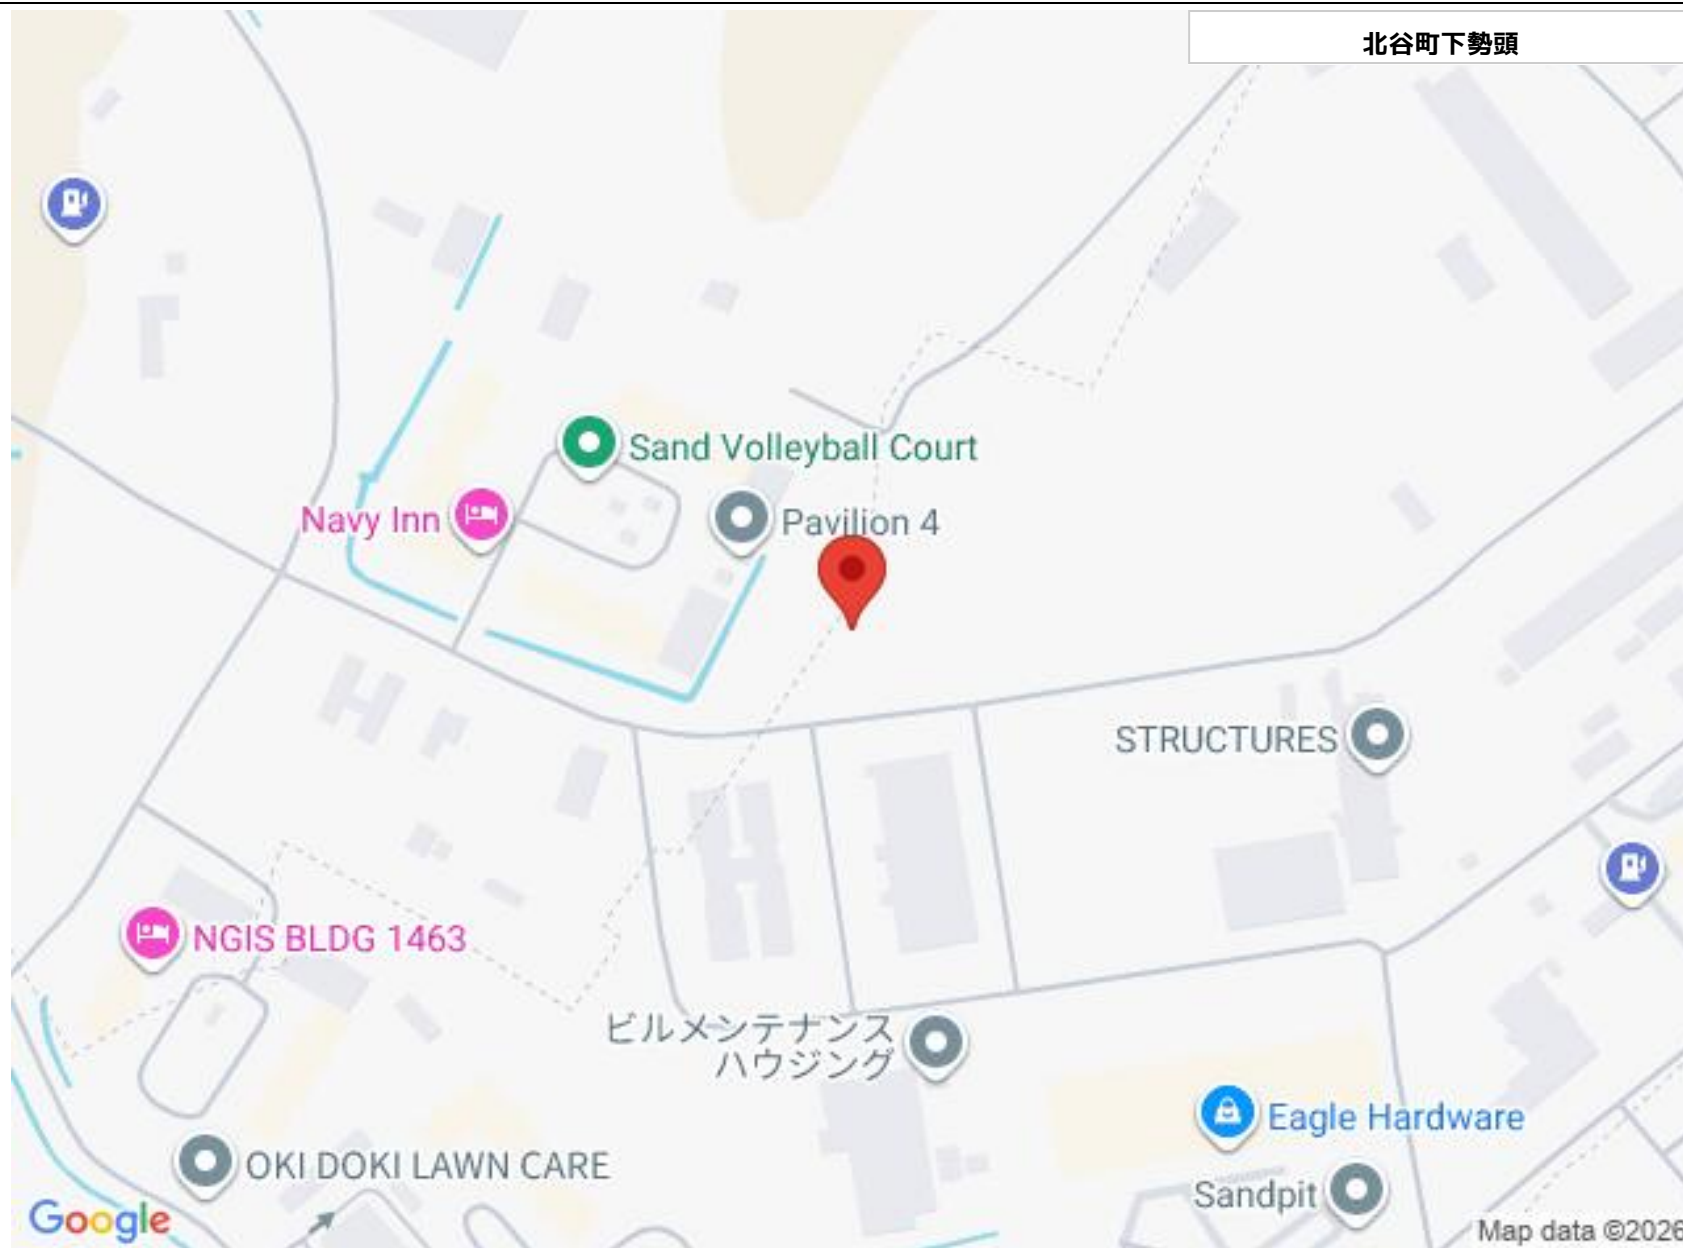 北谷町下勢頭
Sand Volleyball Court
Navy Inn
Pavilion 4
STRUCTURES
NGIS BLDG 1463
ビルメンテナンス
ハウジング
Eagle Hardware
OKI DOKI LAWN CARE
Sandpit
Google
Map data ©2026